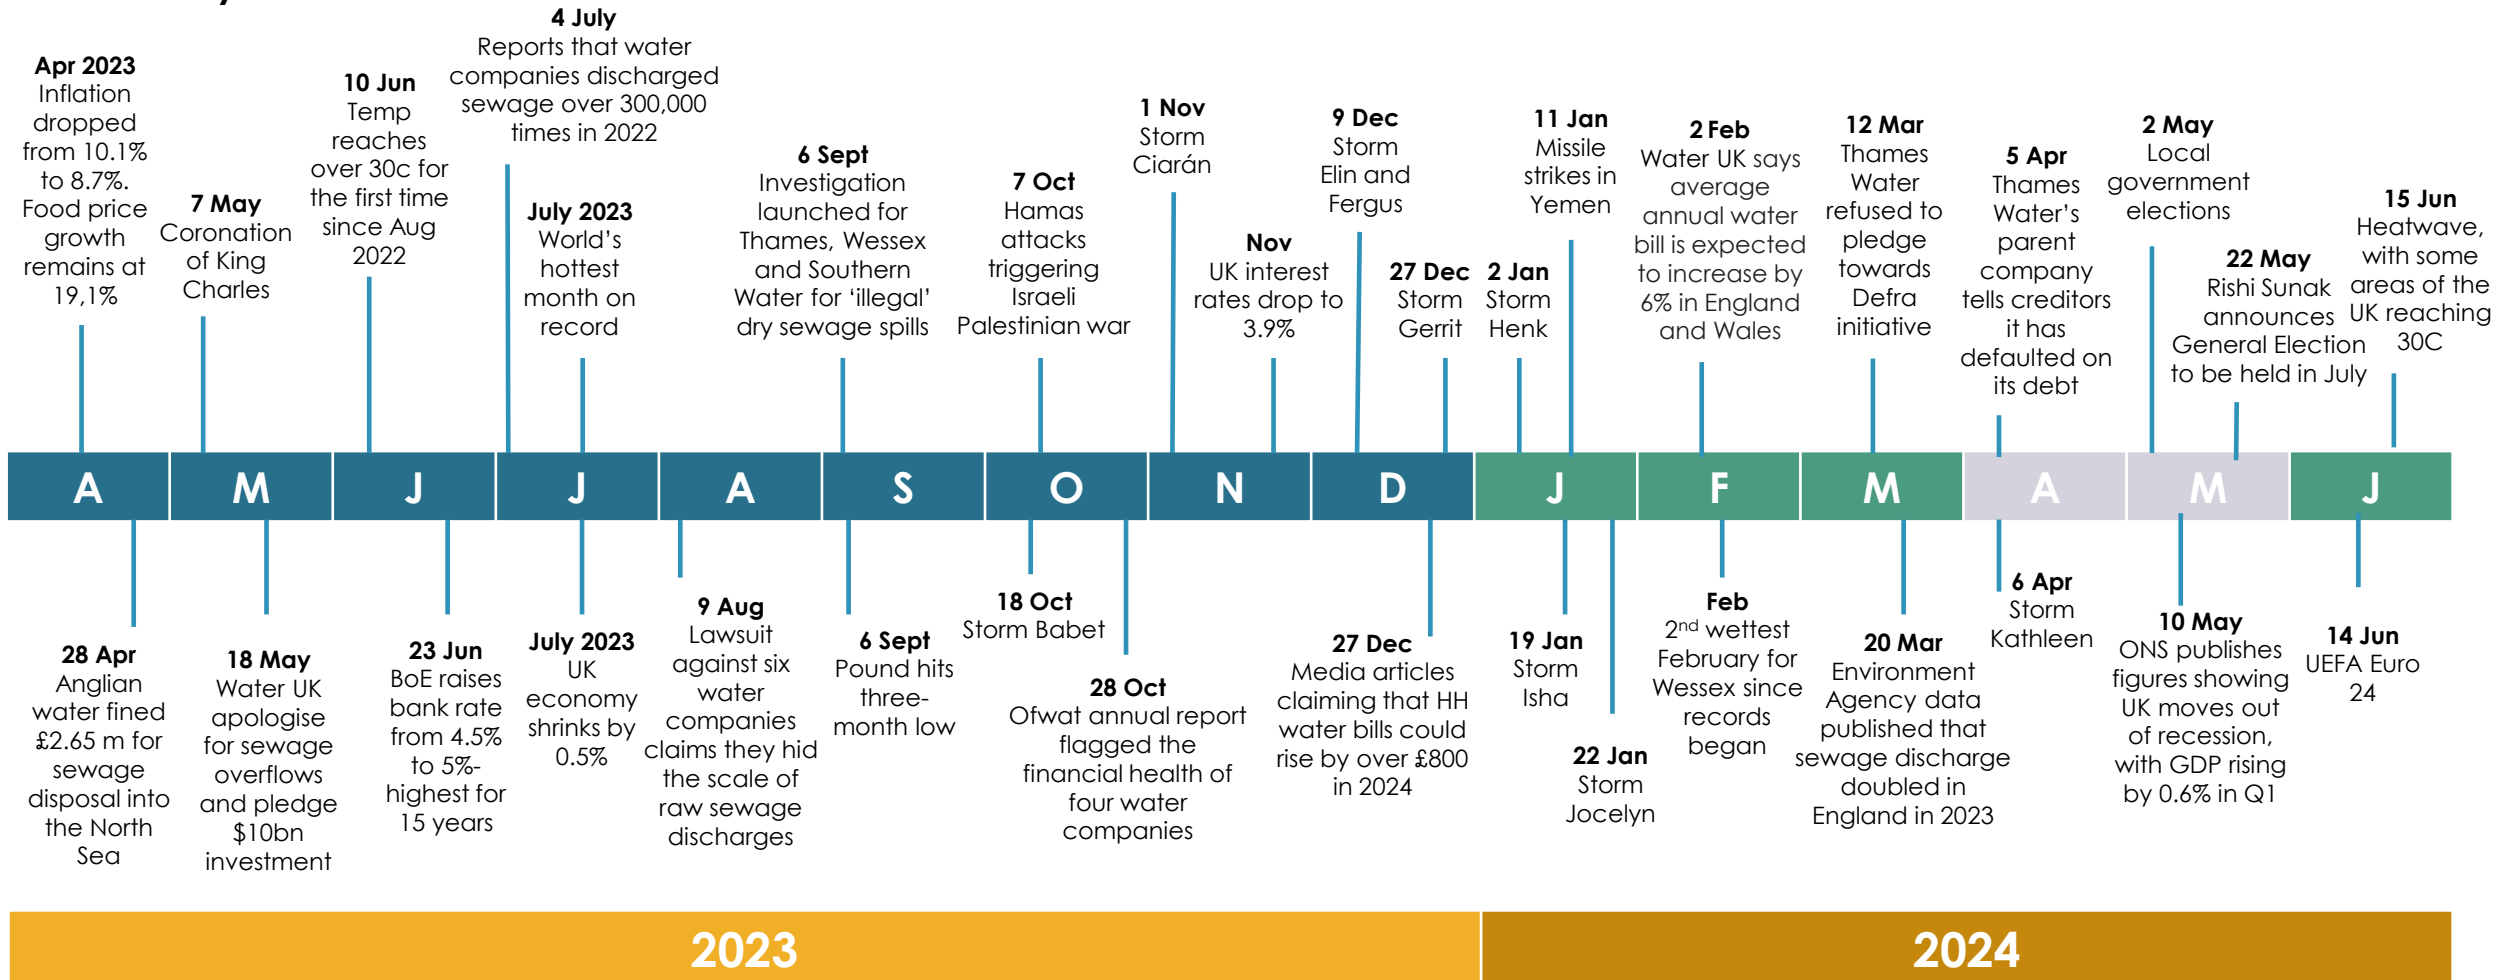 4 July
Reports that water
companies discharged
sewage over 300,000
times in 2022
Apr 2023
Inflation
dropped
from 10.1%
to 8.7%.
Food price
growth
remains at
19,1%
7 May
Coronation
of King
Charles
10 Jun
Temp
reaches
over 30c for
the first time
since Aug
2022
July 2023
World's
hottest
month on
record
6 Sept
Investigation
launched for
Thames, Wessex
and Southern
Water for ‘illegal’
dry sewage spills
7 Oct
Hamas
attacks
triggering
Israeli
Palestinian war
1 Nov
Storm
Ciarán
Nov
UK interest
rates drop to
3.9%
9 Dec
Storm
Elin and
Fergus
27 Dec
Storm
Gerrit
2 Jan
Storm
Henk
11 Jan
Missile
strikes in
Yemen
2 Feb
Water UK says
average
annual water
bill is expected
to increase by
6% in England
and Wales
12 Mar
Thames
Water
refused to
pledge
towards
Defra
initiative
5 Apr
Thames
Water’s
parent
company
tells creditors
it has
defaulted on
its debt
2 May
Local
government
elections
22 May
Rishi Sunak
announces
General Election
to be held in July
15 Jun
Heatwave,
with some
areas of the
UK reaching
30C
A M J J A S O N D J F M A M J
28 Apr
Anglian
water fined
£2.65 m for
sewage
disposal into
the North
Sea
18 May
Water UK
apologise
for sewage
overflows
and pledge
$10bn
investment
23 Jun
BoE raises
bank rate
from 4.5%
to 5%-
highest for
15 years
July 2023
UK
economy
shrinks by
0.5%
9 Aug
Lawsuit
against six
water
companies
claims they hid
the scale of
raw sewage
discharges
6 Sept
Pound hits
three-
month low
18 Oct
Storm Babet
28 Oct
Ofwat annual report
flagged the
financial health of
four water
companies
27 Dec
Media articles
claiming that HH
water bills could
rise by over £800
in 2024
19 Jan
Storm
Isha
22 Jan
Storm
Jocelyn
Feb
2nd wettest
February for
Wessex since
records
began
20 Mar
Environment
Agency data
published that
sewage discharge
doubled in
England in 2023
6 Apr
Storm
Kathleen
10 May
ONS publishes
figures showing
UK moves out
of recession,
with GDP rising
by 0.6% in Q1
14 Jun
UEFA Euro
24
2023 2024